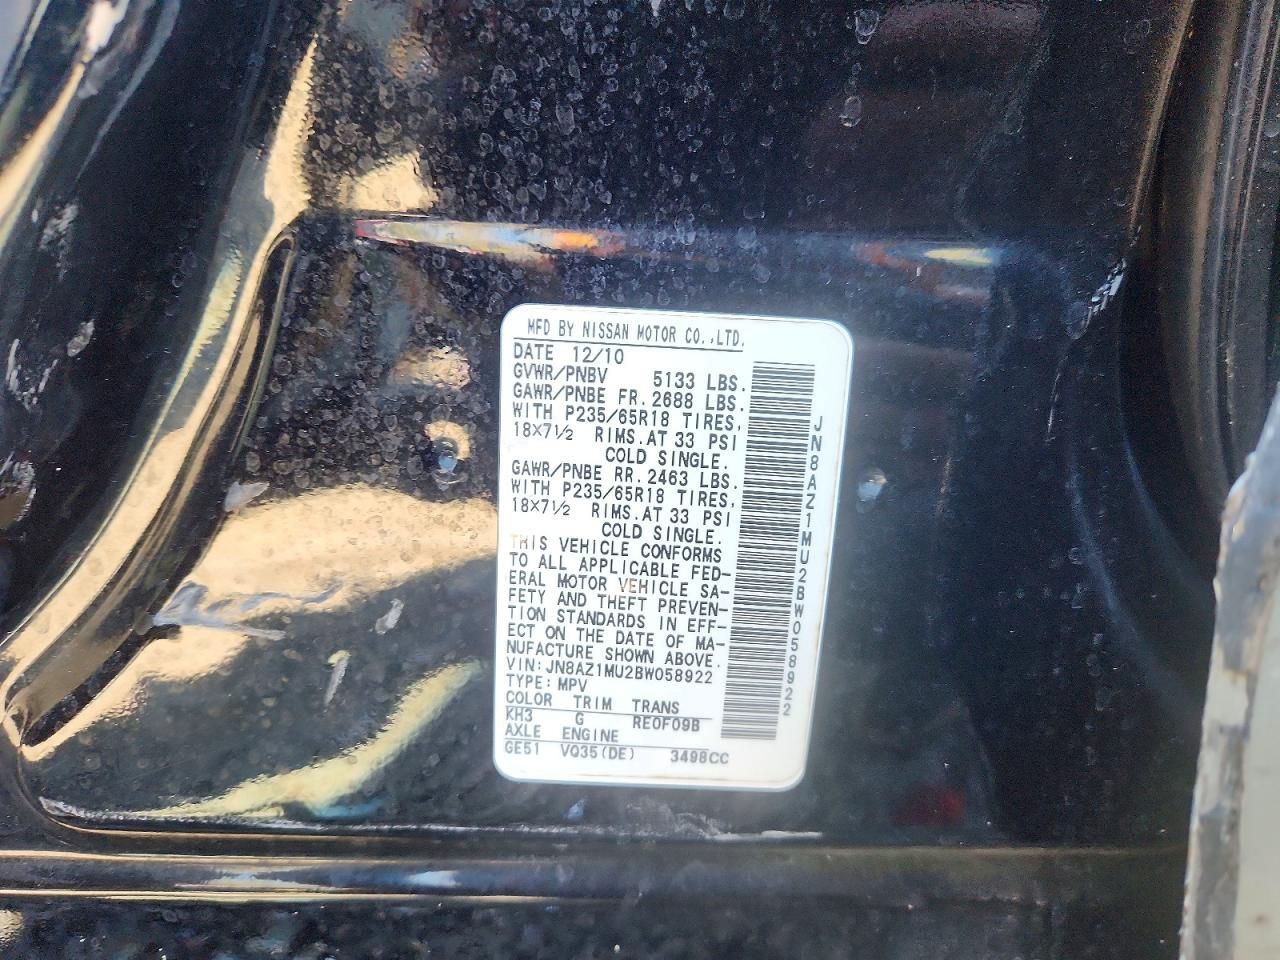 MFD BY NISSAN MOTOR CO.,LTD.
DATE 12/10
GVWR/PNBV 5133 LBS.
GAWR/PNBE FR. 2688 LBS.
WITH P235/65R18 TIRES,
18X7½ RIMS.AT 33 PSI
COLD SINGLE.
GAWR/PNBE RR. 2463 LBS.
WITH P235/65R18 TIRES,
18X7½ RIMS.AT 33 PSI
COLD SINGLE.
THIS VEHICLE CONFORMS
TO ALL APPLICABLE FED-
ERAL MOTOR VEHICLE SA-
FETY AND THEFT PREVEN-
TION STANDARDS IN EFF-
ECT ON THE DATE OF MA-
NUFACTURE SHOWN ABOVE.
VIN:JN8AZ1MU2BW058922
TYPE:MPV
COLOR TRIM TRANS
KH3 G RE0F09B
AXLE ENGINE
GE51 VQ35(DE) 3498CC
JN8AZ1MU2BW058922